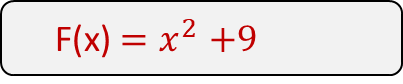 F(x) = x² +9